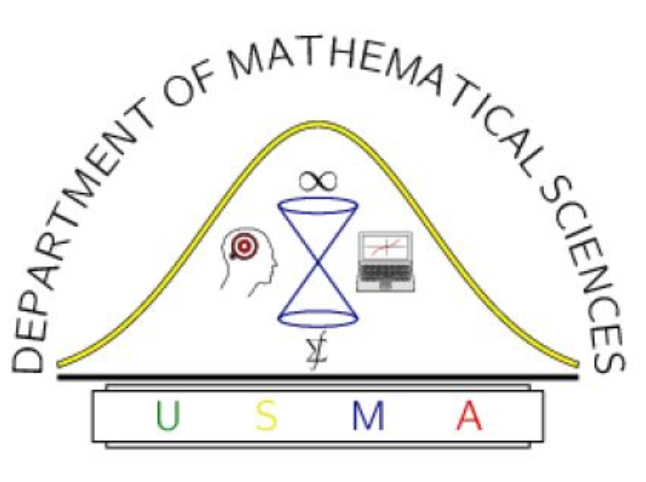 DEPARTMENT OF MATHEMATICAL SCIENCES
∞
U S M A